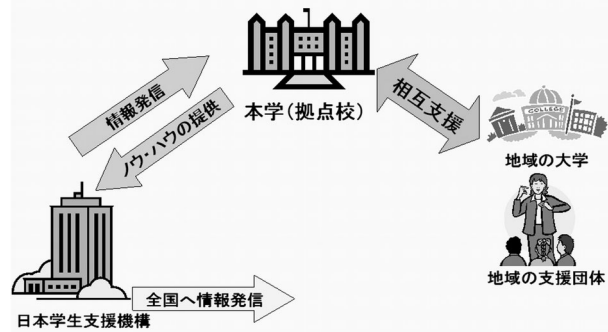 本学(拠点校)
情報発信
ノウ・ハウの提供
相互支援
COLLEGE
地域の大学
地域の支援団体
日本学生支援機構
全国へ情報発信